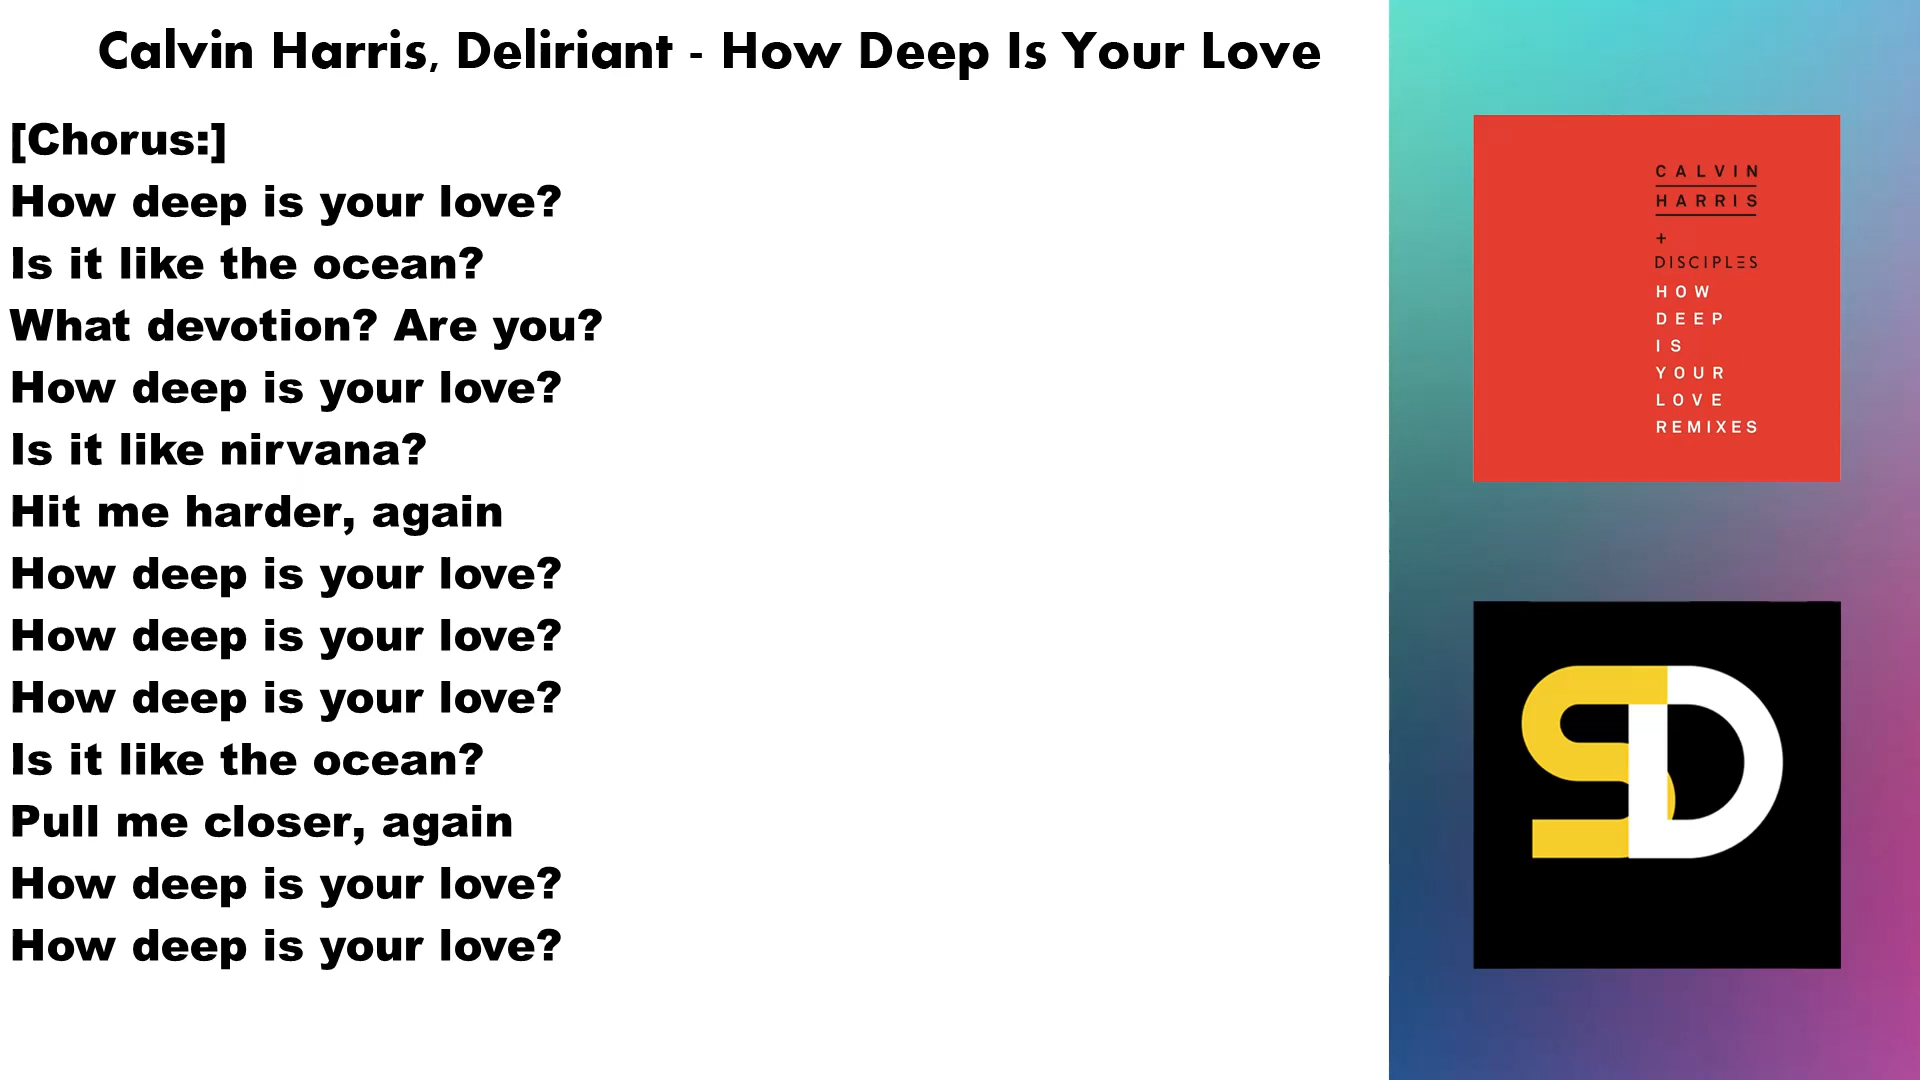 Calvin Harris, Deliriant - How Deep Is Your Love
[Chorus:]
How deep is your love?
Is it like the ocean?
What devotion? Are you?
How deep is your love?
Is it like nirvana?
Hit me harder, again
How deep is your love?
How deep is your love?
How deep is your love?
Is it like the ocean?
Pull me closer, again
How deep is your love?
How deep is your love?
CALVIN
HARRIS
+
DISCIPLES
HOW
DEEP
IS
YOUR
LOVE
REMIXES
SD